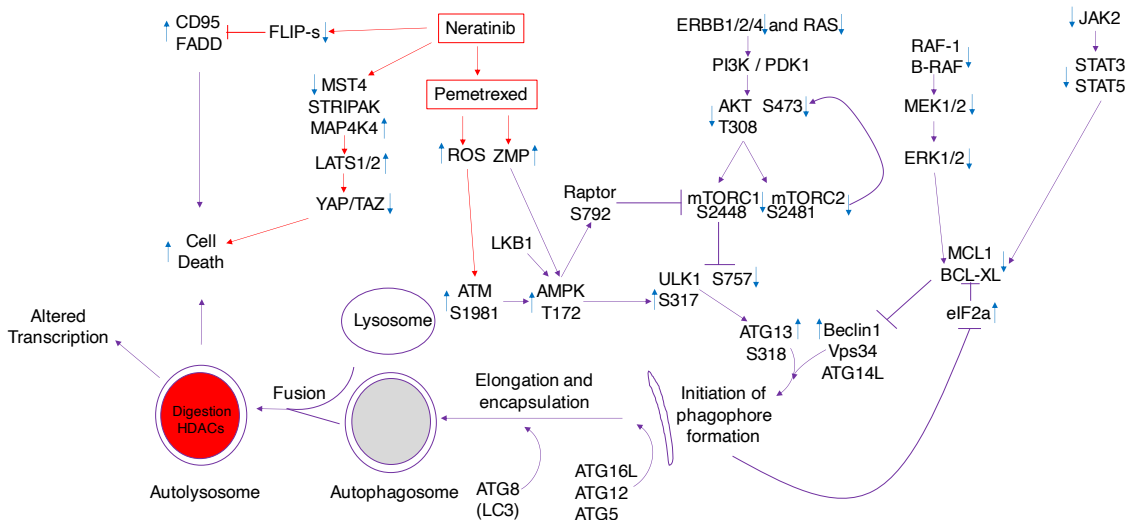 CD95
FADD
FLIP-s
Neratinib
ERBB1/2/4 and RAS
JAK2
STAT3
STAT5
RAF-1
B-RAF
PI3K / PDK1
MST4
STRIPAK
MAP4K4
Pemetrexed
AKT
T308
S473
MEK1/2
LATS1/2
ROS
ZMP
ERK1/2
YAP/TAZ
Raptor
S792
mTORC1
S2448
mTORC2
S2481
Cell
Death
LKB1
MCL1
BCL-XL
ATM
S1981
AMPK
T172
ULK1
S317
S757
eIF2a
Altered
Transcription
Lysosome
ATG13
S318
Beclin1
Vps34
ATG14L
Fusion
Elongation and
encapsulation
Initiation of
phagophore
formation
Digestion
HDACs
Autolysosome
Autophagosome
ATG8
(LC3)
ATG16L
ATG12
ATG5